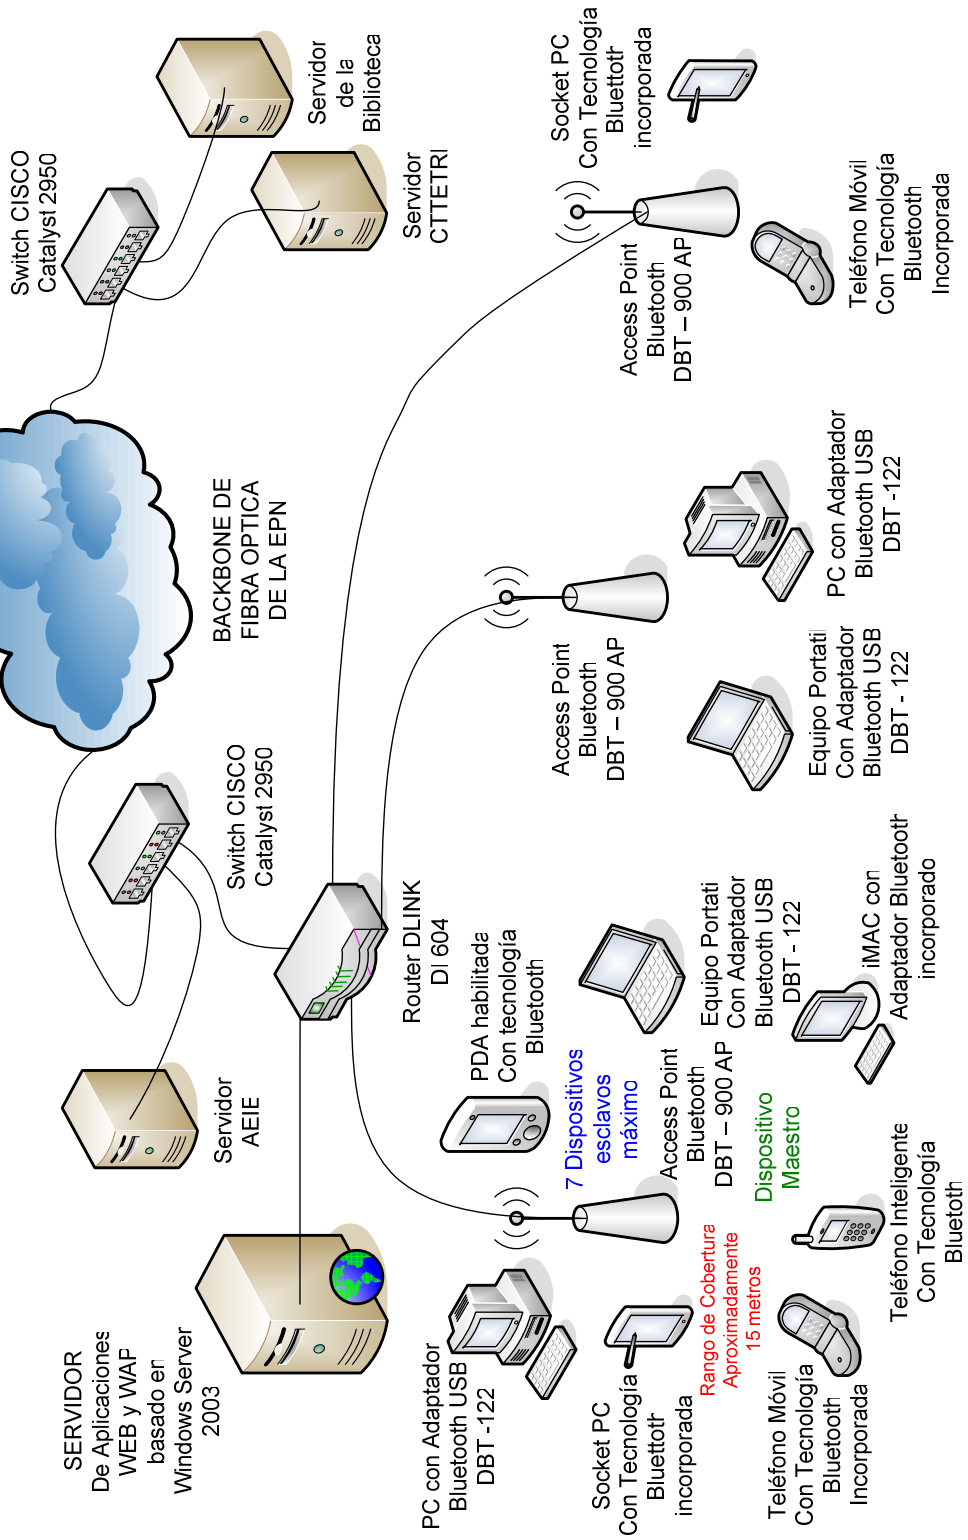 SERVIDOR
De Aplicaciones
WEB y WAP
basado en
Windows Server
2003
Servidor
AEIE
Switch CISCO
Catalyst 2950
BACKBONE DE
FIBRA OPTICA
DE LA EPN
Switch CISCO
Catalyst 2950
Servidor
CTTETRI
Servidor
de la
Biblioteca
Router DLINK
DI 604
PC con Adaptador
Bluetooth USB
DBT -122
PDA habilitada
Con tecnología
Bluetooth
7 Dispositivos
esclavos
máximo
Access Point
Bluetooth
DBT – 900 AP
Dispositivo
Maestro
Rango de Cobertura
Aproximadamente
15 metros
Socket PC
Con Tecnología
Bluettoth
incorporada
Teléfono Móvil
Con Tecnología
Bluetooth
Incorporada
Teléfono Inteligente
Con Tecnología
Bluetoth
Equipo Portati
Con Adaptador
Bluetooth USB
DBT - 122
iMAC con
Adaptador Bluetooth
incorporado
Access Point
Bluetooth
DBT – 900 AP
Equipo Portati
Con Adaptador
Bluetooth USB
DBT - 122
PC con Adaptador
Bluetooth USB
DBT -122
Access Point
Bluetooth
DBT – 900 AP
Socket PC
Con Tecnología
Bluettoth
incorporada
Teléfono Móvil
Con Tecnología
Bluetooth
Incorporada